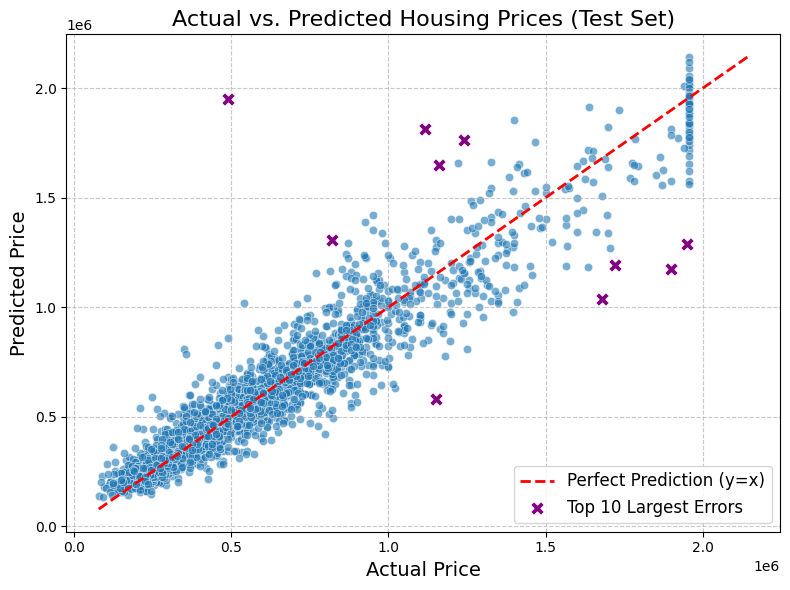 Actual vs. Predicted Housing Prices (Test Set)
1e6
2.0
1.5
1.0
0.5
0.0
Predicted Price
Perfect Prediction (y=x)
Top 10 Largest Errors
0.0 0.5 1.0 1.5 2.0
1e6
Actual Price